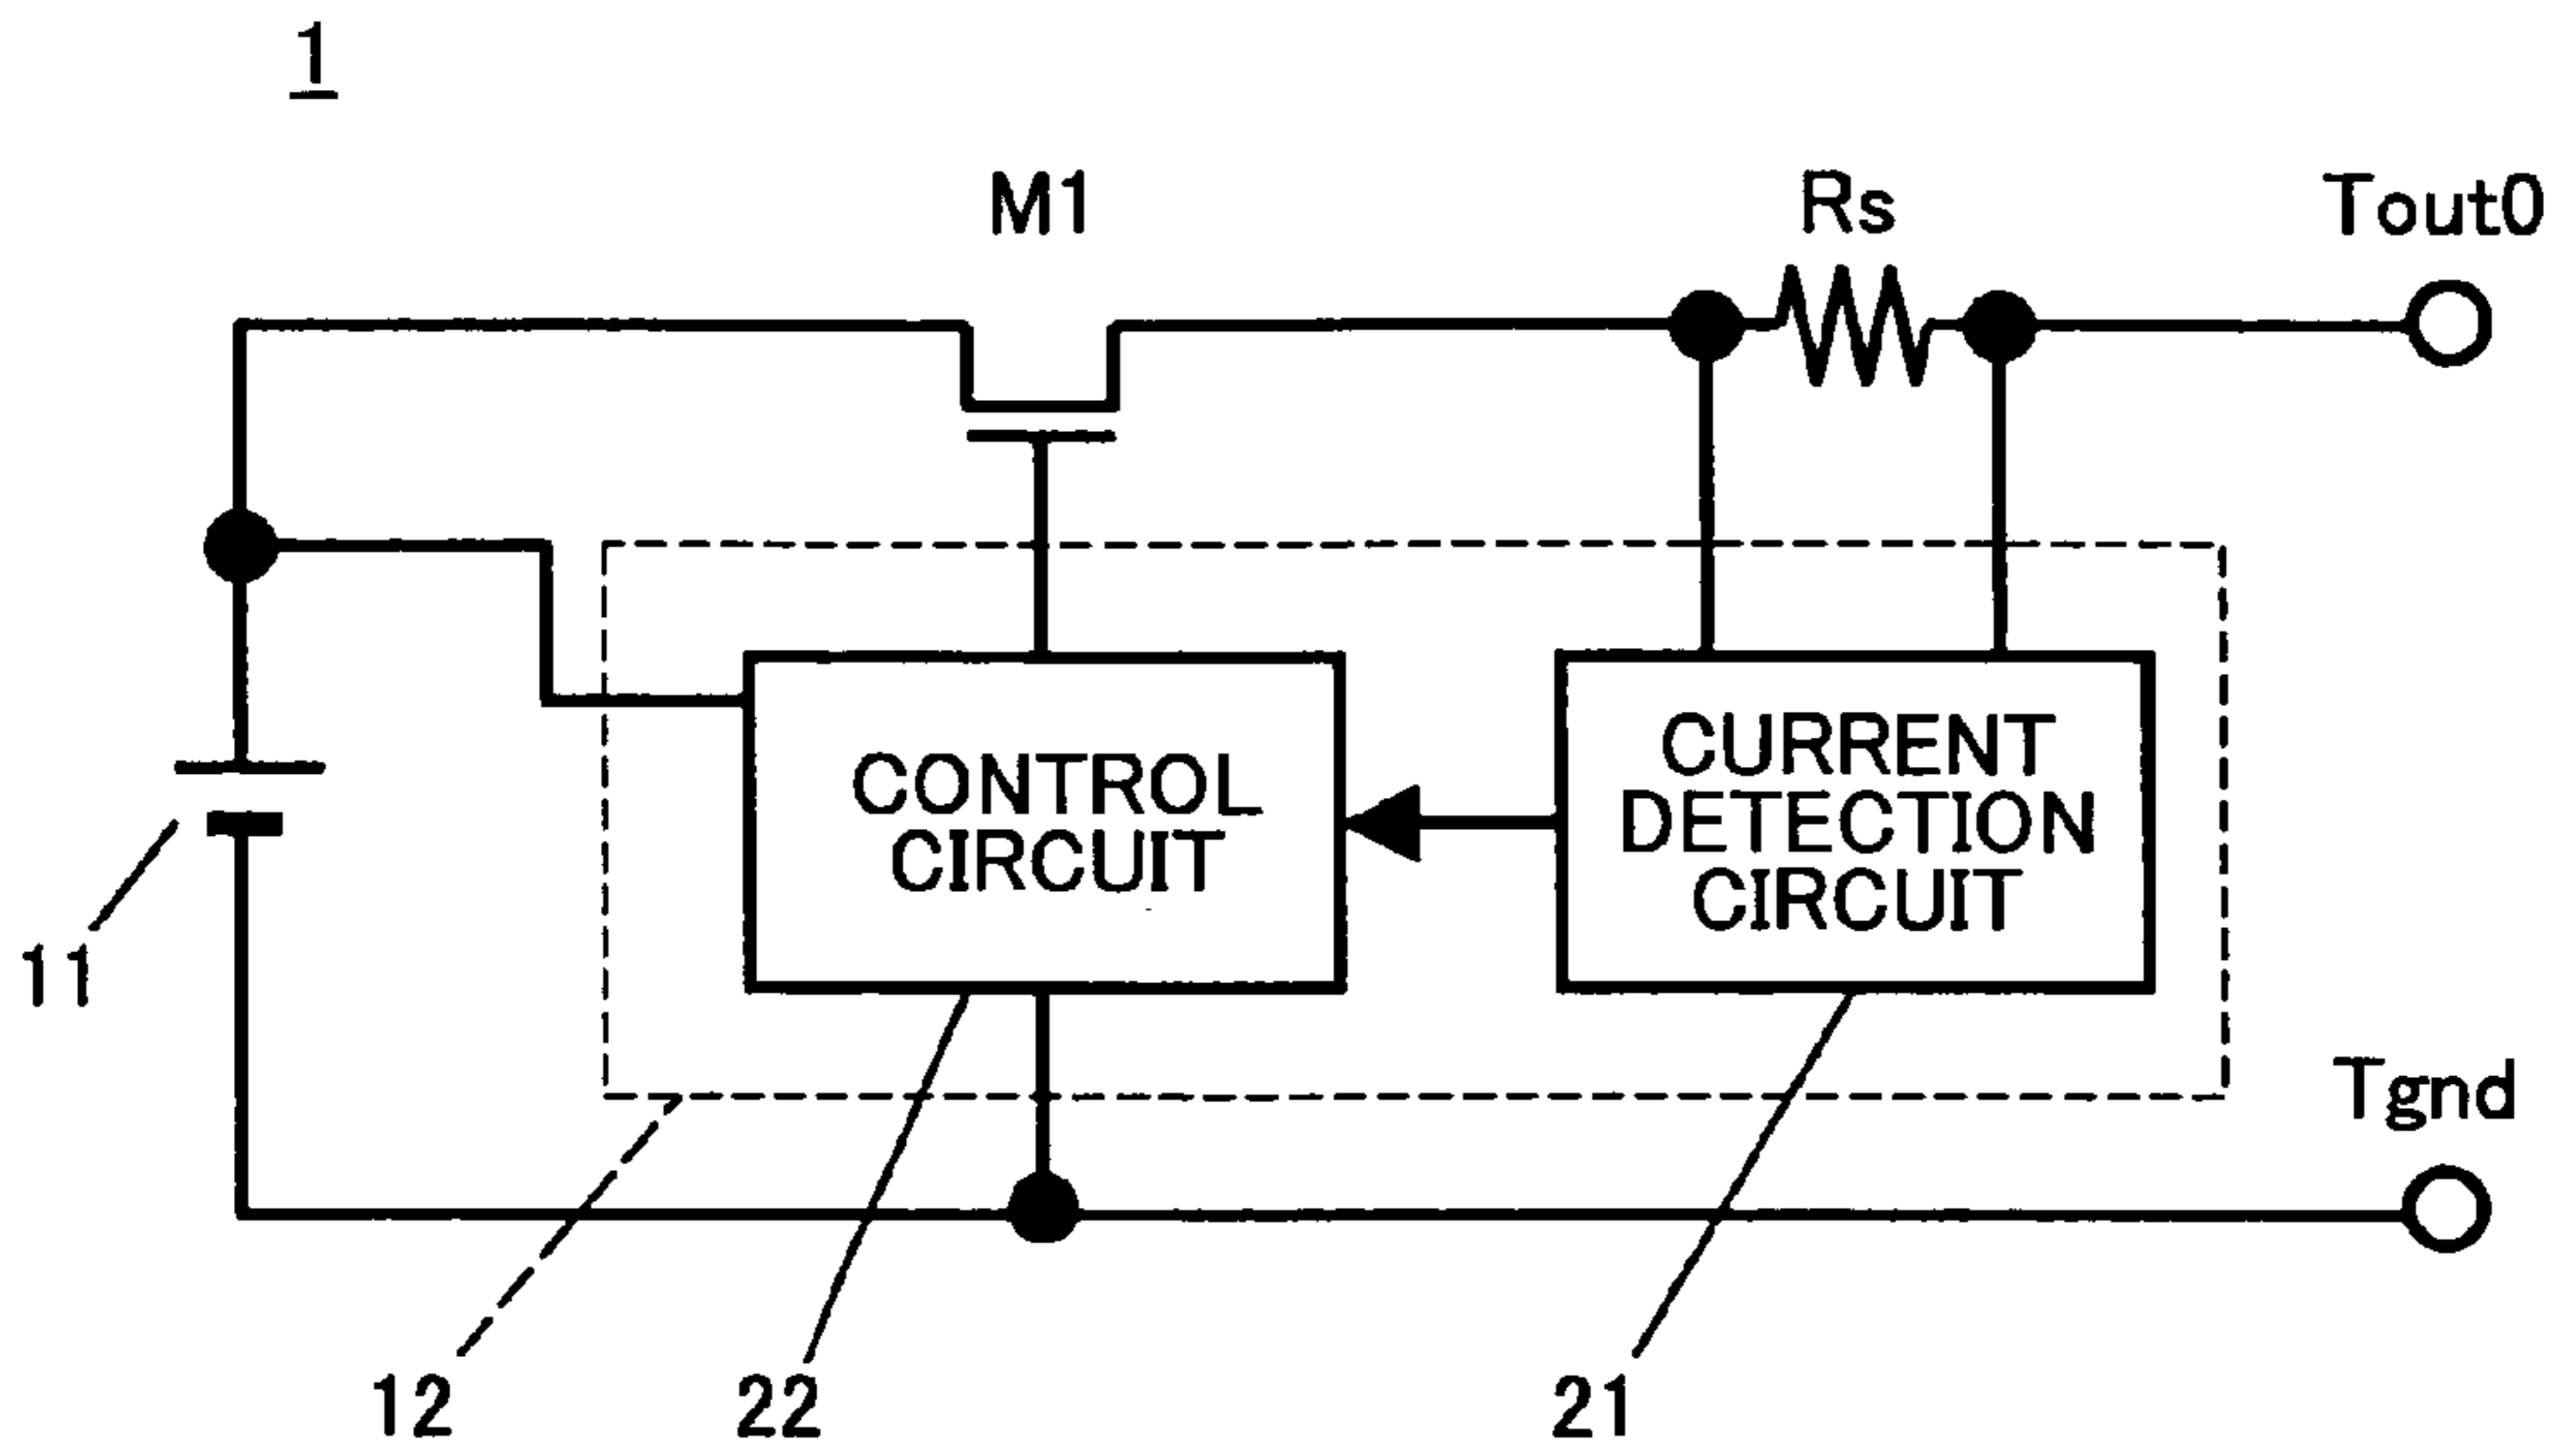 1
M1
Rs
Tout0
CONTROL
CIRCUIT
CURRENT
DETECTION
CIRCUIT
11
Tgnd
12
22
21